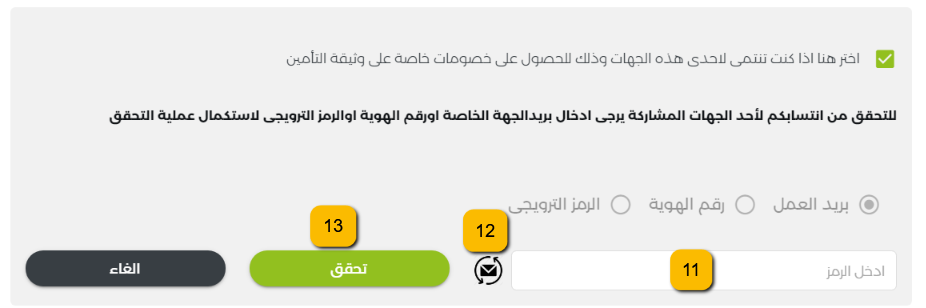 اختر هنا اذا كنت تنتمى لاحدى هذه الجهات وذلك للحصول على خصومات خاصة على وثيقة التأمين
للتحقق من انتسابكم لأحد الجهات المشاركة يرجى ادخال بريدالجهة الخاصة اورقم الهوية اوالرمز الترويجى لاستكمال عملية التحقق
بريد العمل رقم الهوية الرمز الترويجى
13
12
ادخل الرمز 11 تحقق الغاء